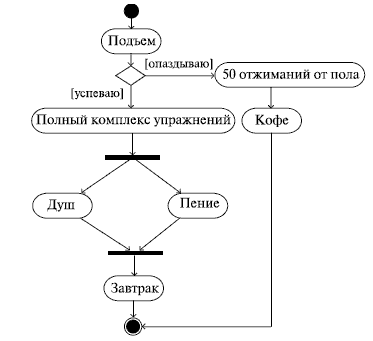 Подъем
[опаздываю]
50 отжиманий от пола
[успеваю]
Полный комплекс упражнений
Кофе
Душ
Пение
Завтрак